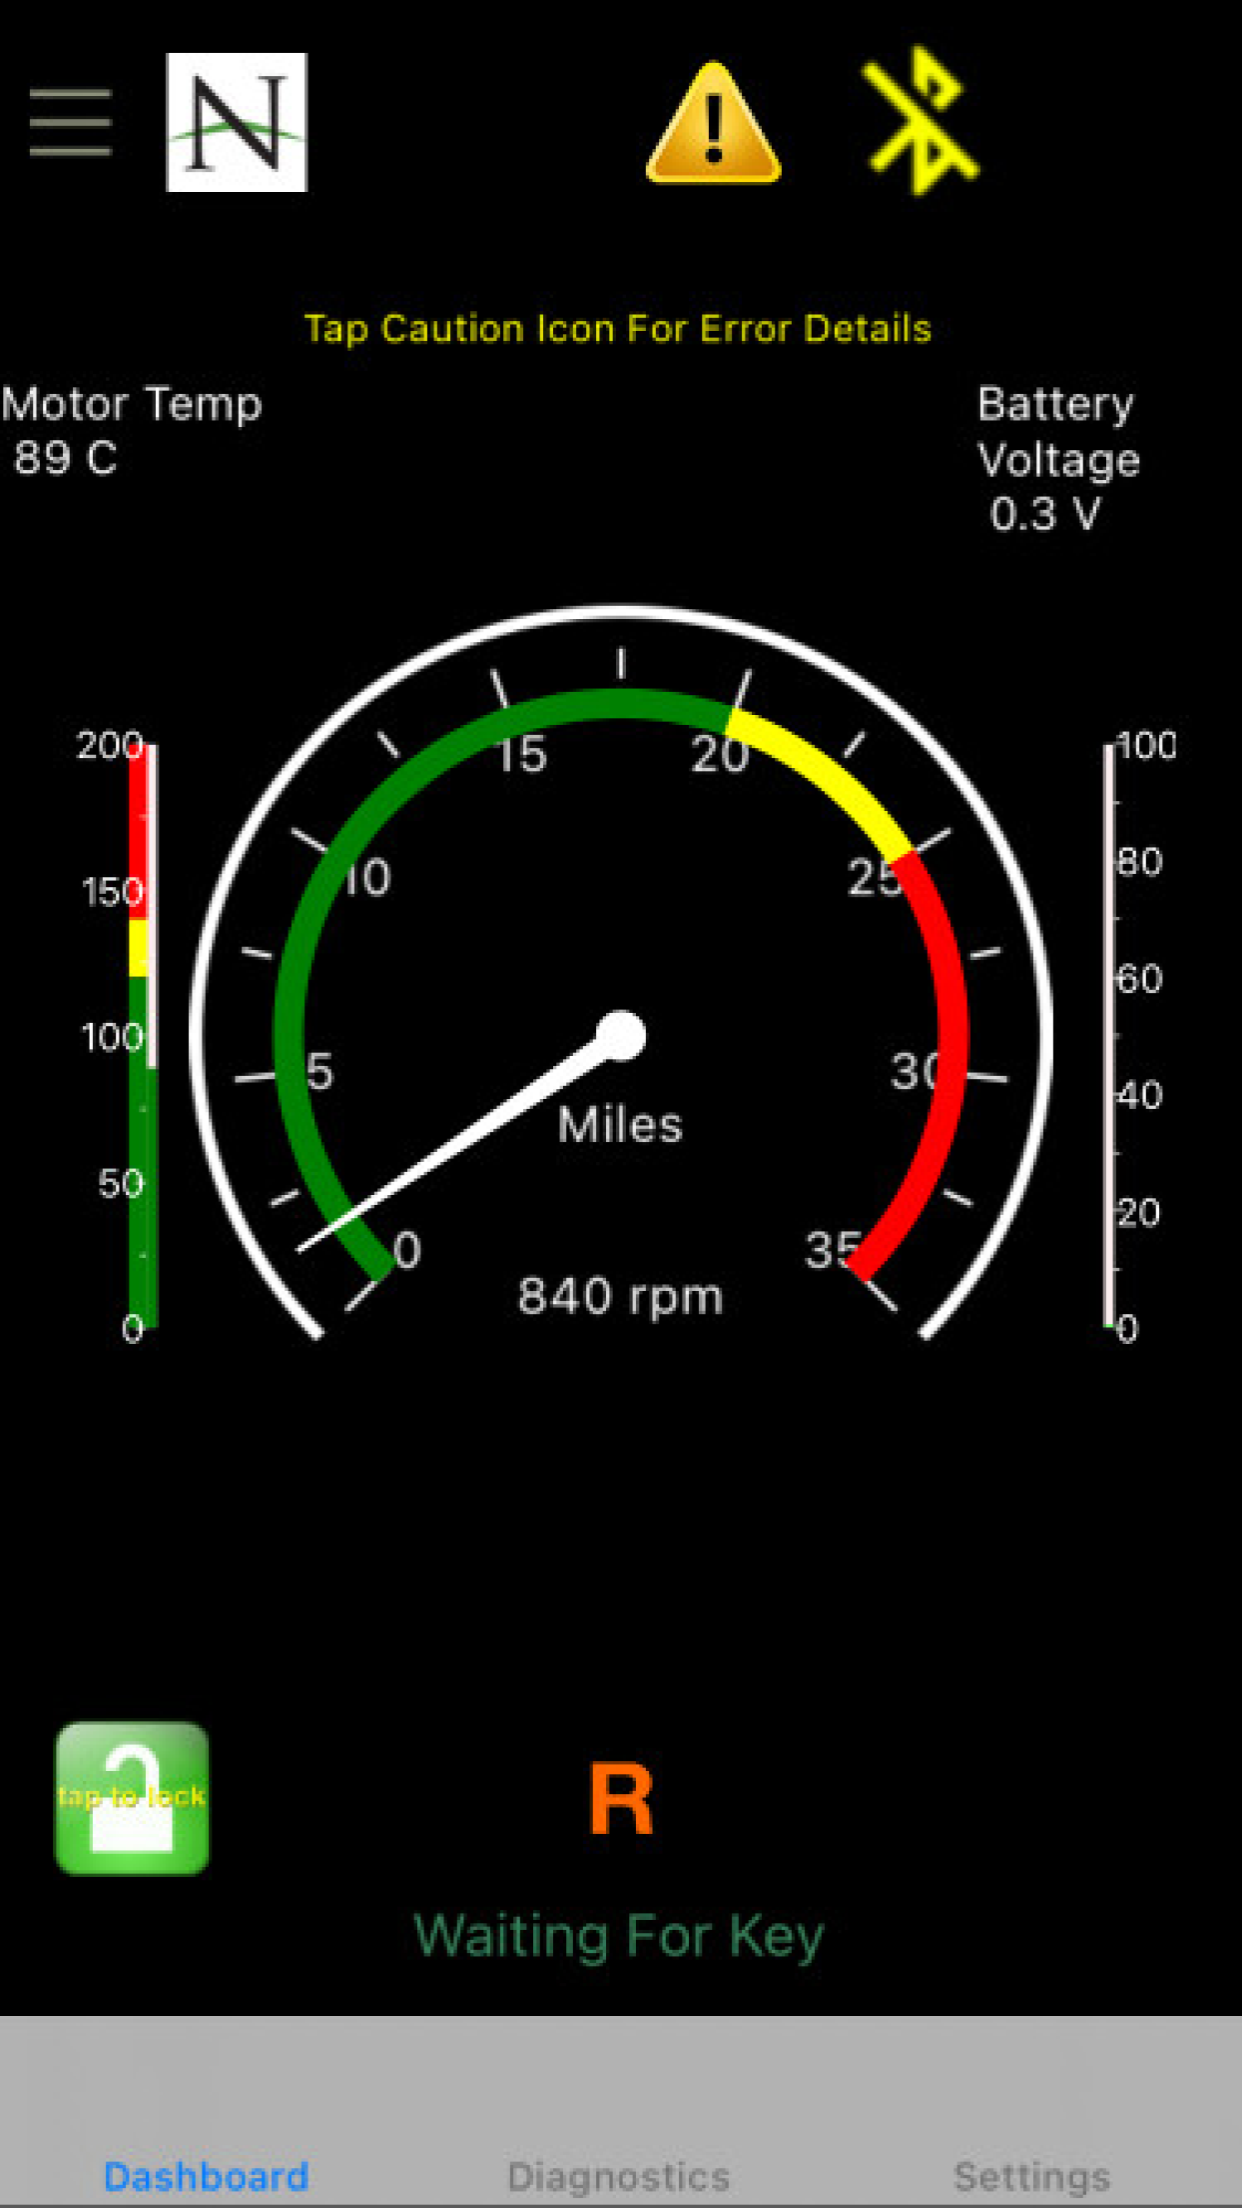 N
Tap Caution Icon For Error Details
Motor Temp
89 C
Battery
Voltage
0.3 V
200
150
100
50
0
0
5
10
15
20
25
30
35
Miles
840 rpm
100
80
60
40
20
0
tap to lock
R
Waiting For Key
Dashboard
Diagnostics
Settings